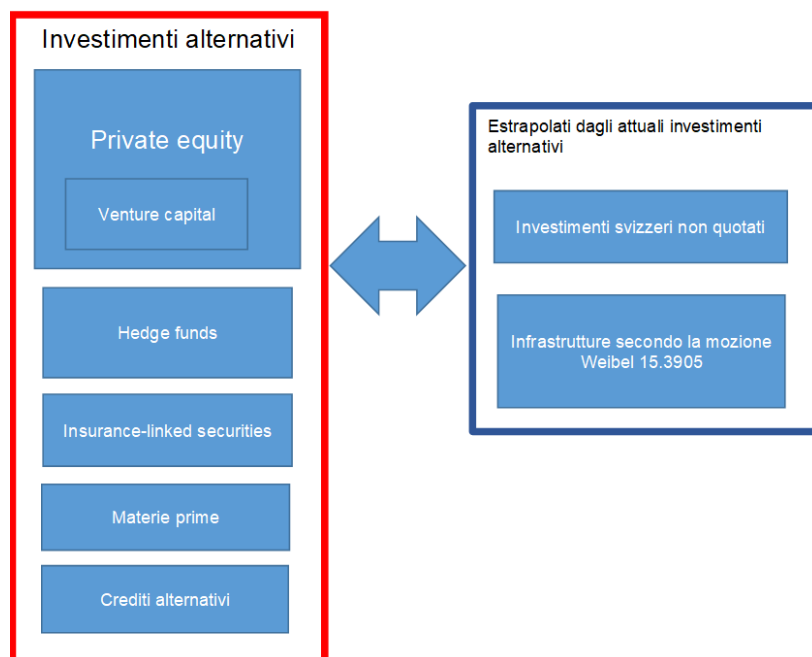 Investimenti alternativi
Private equity
Venture capital
Hedge funds
Insurance-linked securities
Materie prime
Crediti alternativi
Estrapolati dagli attuali investimenti
alternativi
Investimenti svizzeri non quotati
Infrastrutture secondo la mozione
Weibel 15.3905